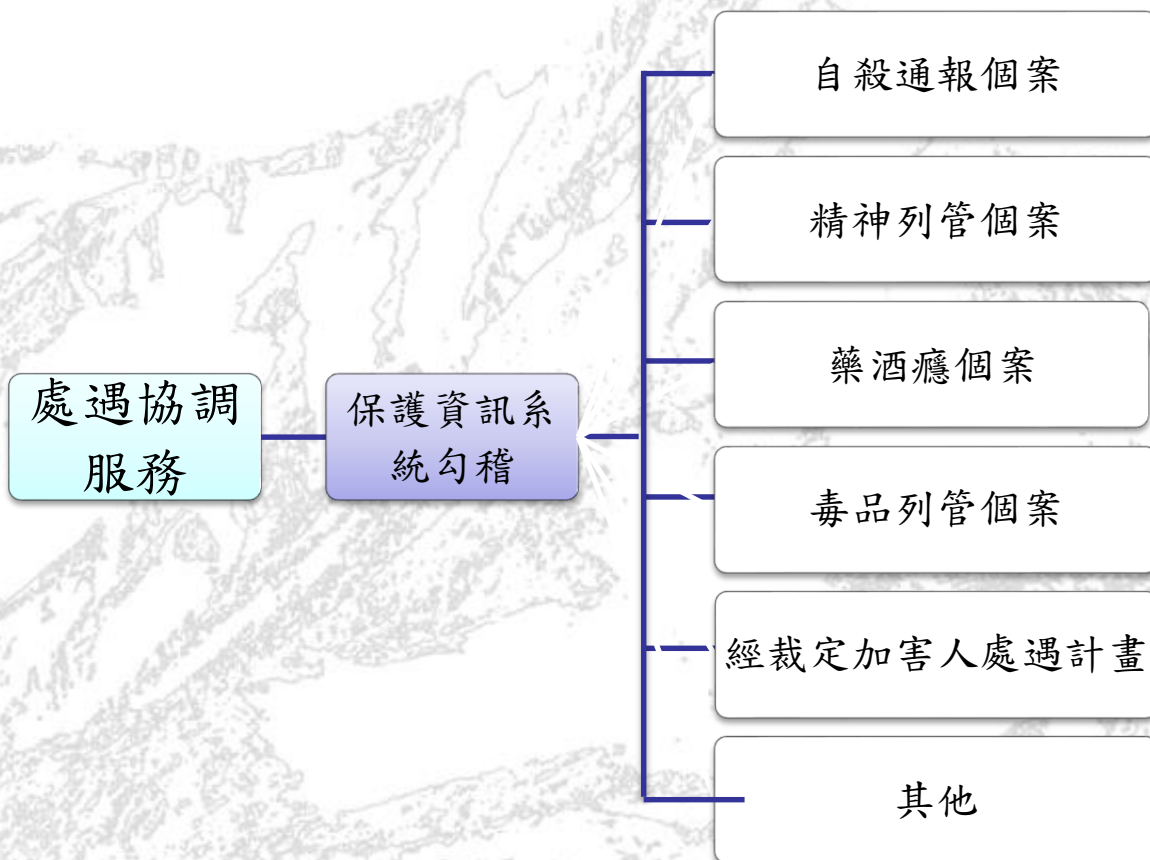 自殺通報個案
精神列管個案
藥酒癮個案
處遇協調
服務
保護資訊系
統勾稽
毒品列管個案
經裁定加害人處遇計畫
其他